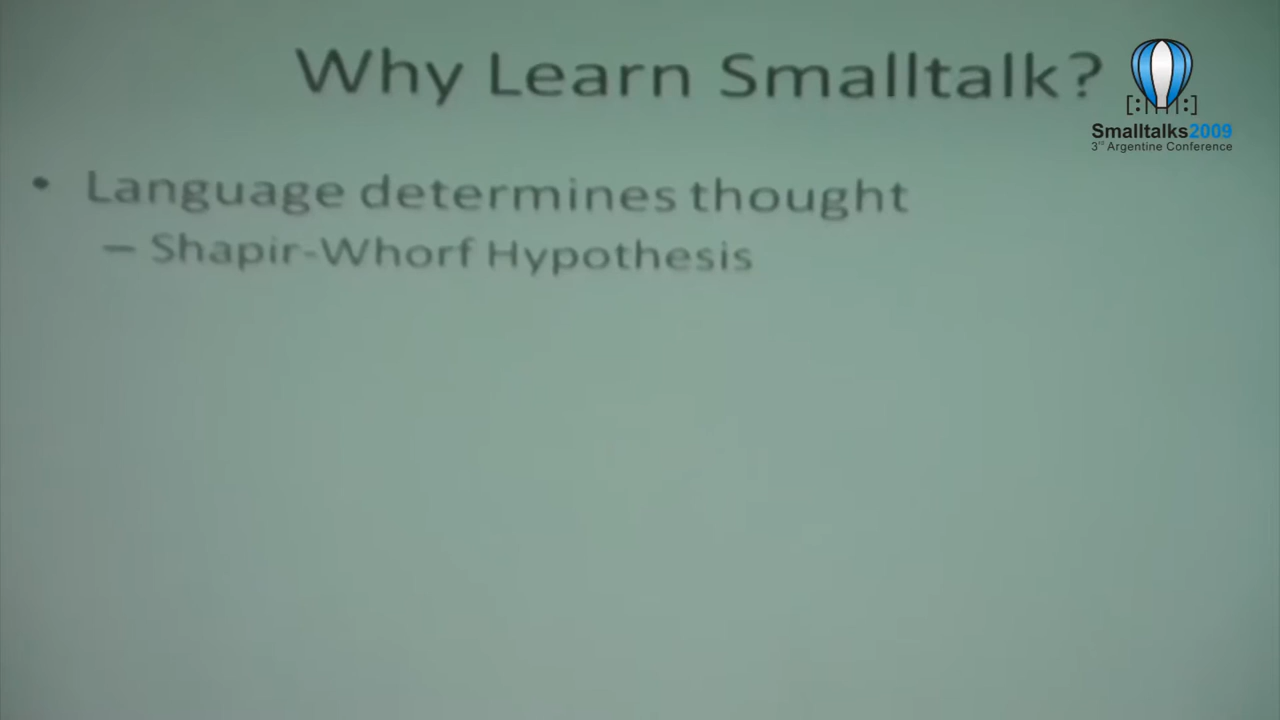 Why Learn Smalltalk?
[:||||:]
Smalltalks2009
3rd Argentine Conference
• Language determines thought
– Shapir-Whorf Hypothesis